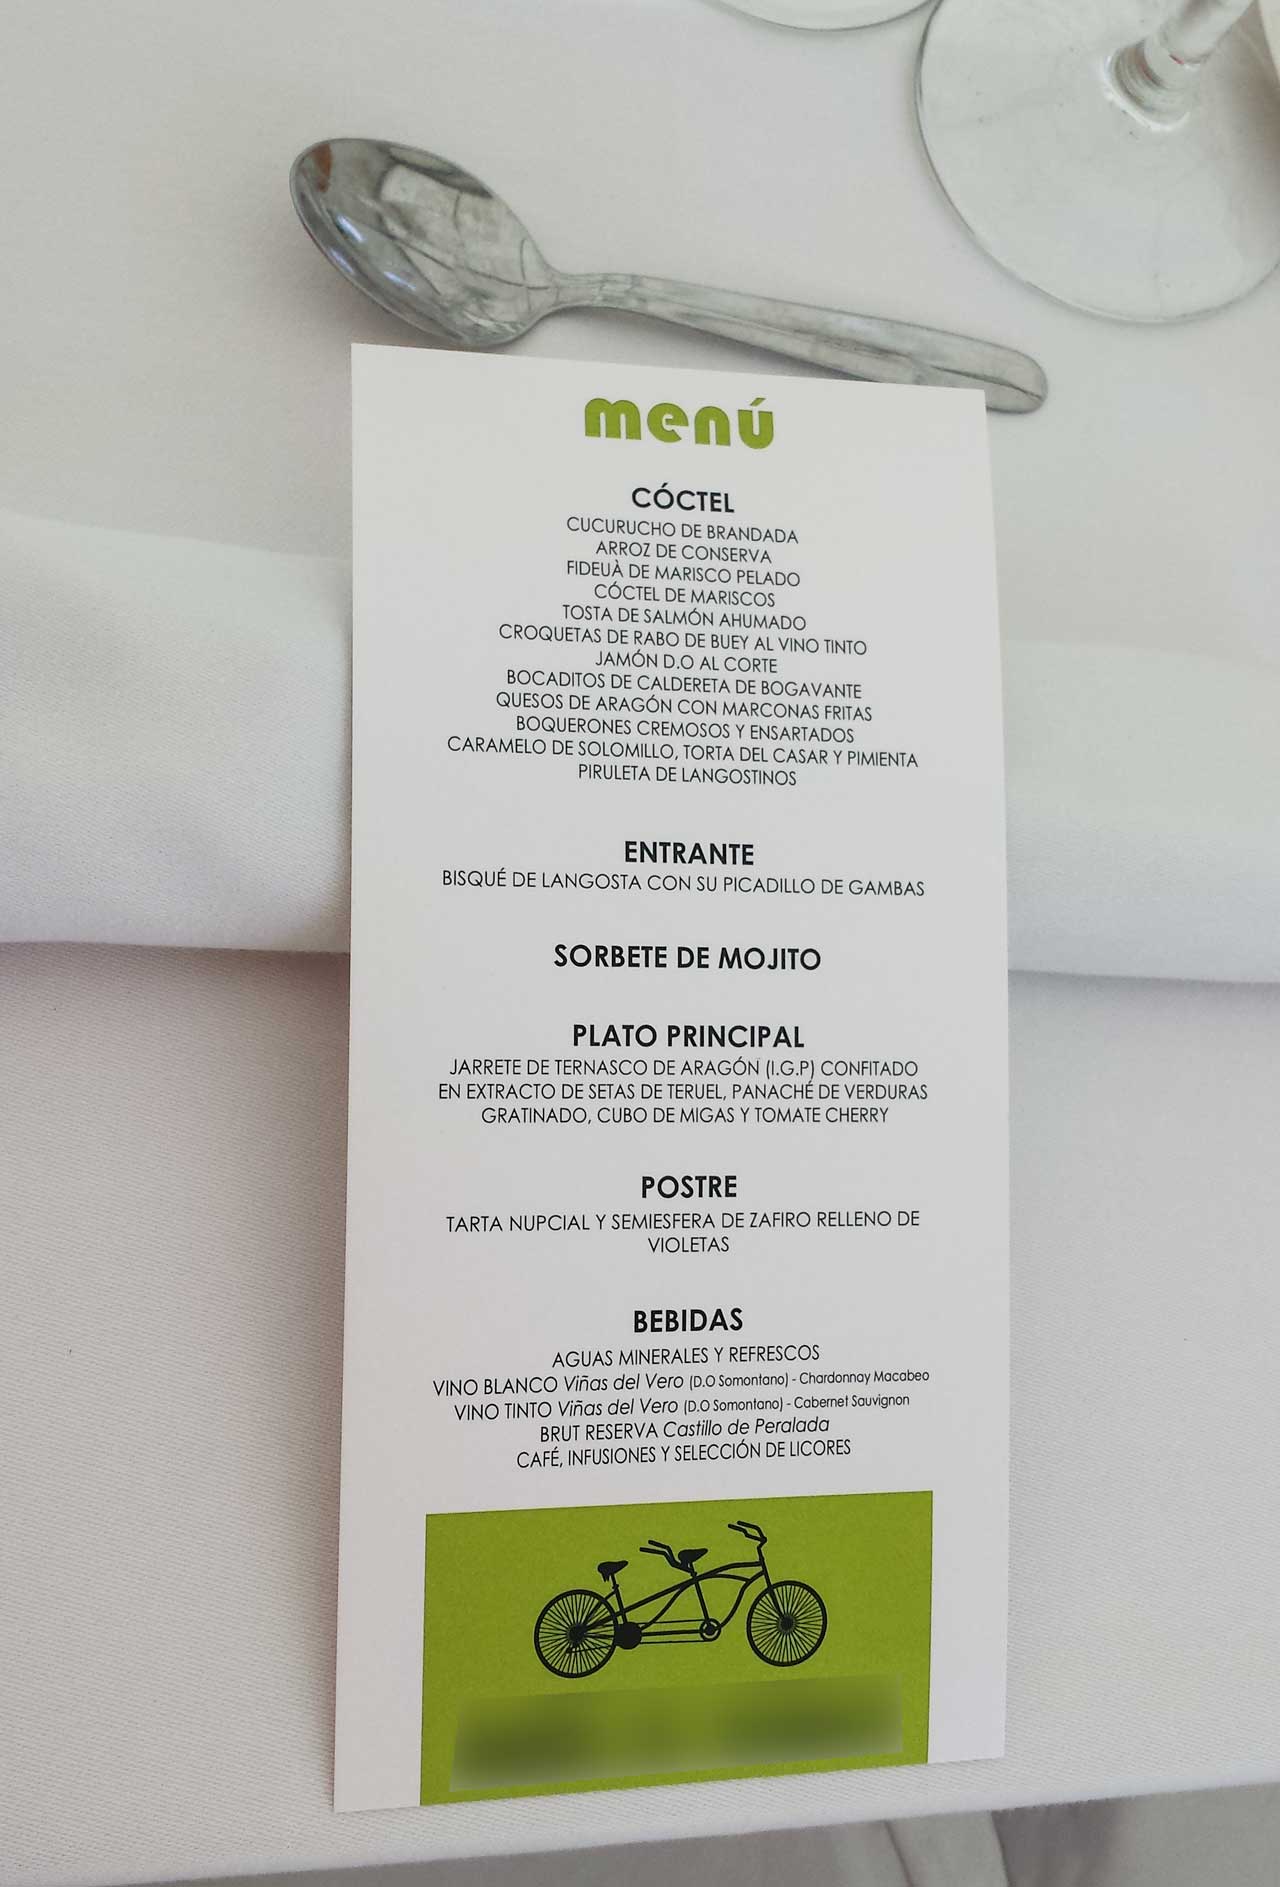 menú
CÓCTEL
CUCURUCHO DE BRANDADA
ARROZ DE CONSERVA
FIDEUÀ DE MARISCO PELADO
CÓCTEL DE MARISCOS
TOSTA DE SALMÓN AHUMADO
CROQUETAS DE RABO DE BUEY AL VINO TINTO
JAMÓN D.O AL CORTE
BOCADITOS DE CALDERETA DE BOGAVANTE
QUESOS DE ARAGÓN CON MARCONAS FRITAS
BOQUERONES CREMOSOS Y ENSARTADOS
CARAMELO DE SOLOMILLO, TORTA DEL CASAR Y PIMIENTA
PIRULETA DE LANGOSTINOS
ENTRANTE
BISQUÉ DE LANGOSTA CON SU PICADILLO DE GAMBAS
SORBETE DE MOJITO
PLATO PRINCIPAL
JARRETE DE TERNASCO DE ARAGÓN (I.G.P) CONFITADO
EN EXTRACTO DE SETAS DE TERUEL, PANACHÉ DE VERDURAS
GRATINADO, CUBO DE MIGAS Y TOMATE CHERRY
POSTRE
TARTA NUPCIAL Y SEMIESFERA DE ZAFIRO RELLENO DE
VIOLETAS
BEBIDAS
AGUAS MINERALES Y REFRESCOS
VINO BLANCO Viñas del Vero (D.O Somontano) - Chardonnay Macabeo
VINO TINTO Viñas del Vero (D.O Somontano) - Cabernet Sauvignon
BRUT RESERVA Castillo de Peralada
CAFÉ, INFUSIONES Y SELECCIÓN DE LICORES